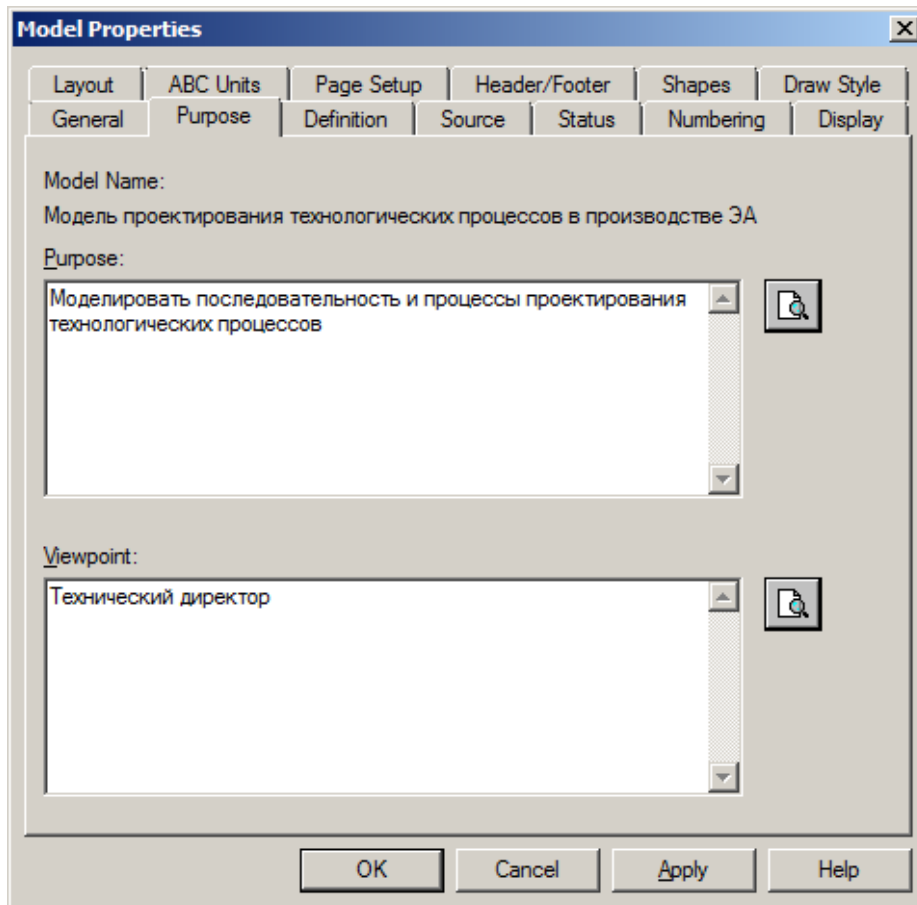 Model Properties
Layout ABC Units Page Setup Header/Footer Shapes Draw Style
General Purpose Definition Source Status Numbering Display
Model Name:
Модель проектирования технологических процессов в производстве ЭА
Purpose:
Моделировать последовательность и процессы проектирования
технологических процессов
Viewpoint:
Технический директор
OK Cancel Apply Help